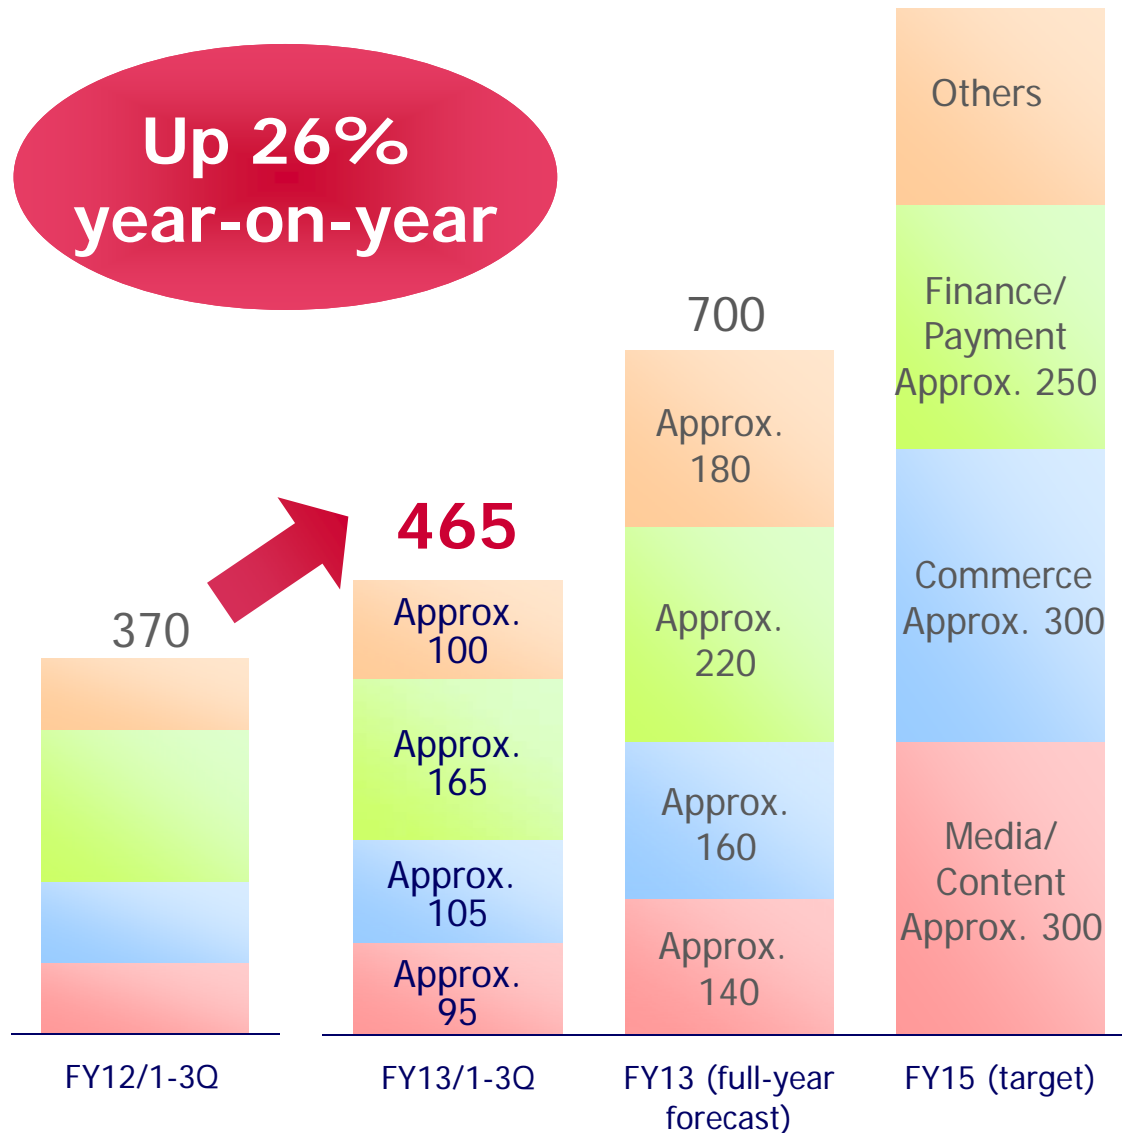 Up 26%
year-on-year
370
465
Approx.
100
Approx.
165
Approx.
105
Approx.
95
700
Approx.
180
Approx.
220
Approx.
160
Approx.
140
Others
Finance/
Payment
Approx. 250
Commerce
Approx. 300
Media/
Content
Approx. 300
FY12/1-3Q
FY13/1-3Q
FY13 (full-year
forecast)
FY15 (target)